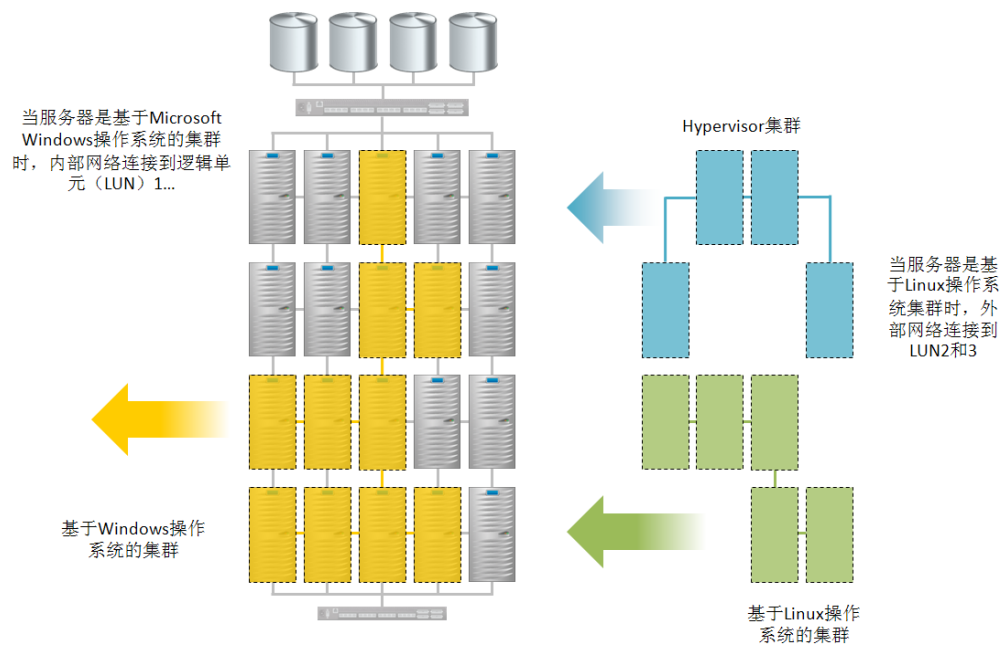 当服务器是基于Microsoft
Windows操作系统的集群
时，内部网络连接到逻辑单
元（LUN）1...
Hypervisor集群
当服务器是基
于Linux操作系
统集群时，外
部网络连接到
LUN2和3
基于Windows操作
系统的集群
基于Linux操作
系统的集群